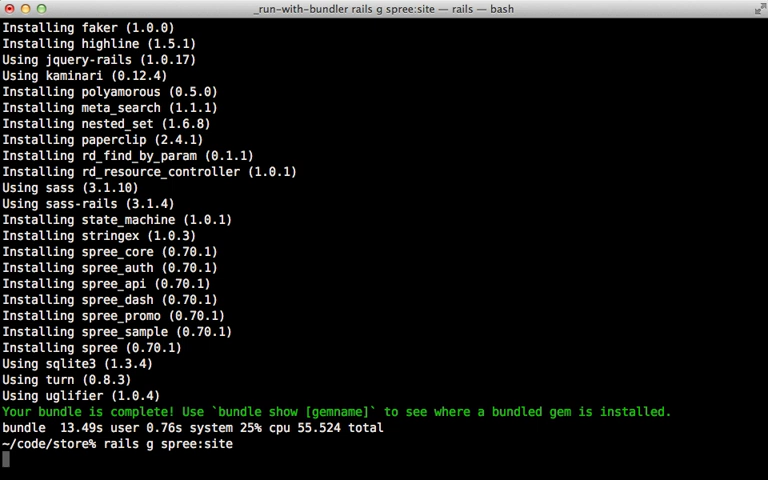 _run-with-bundler rails g spree:site — rails — bash
Installing faker (1.0.0)
Installing highline (1.5.1)
Using jquery-rails (1.0.17)
Using kaminari (0.12.4)
Installing polyamorous (0.5.0)
Installing meta_search (1.1.1)
Installing nested_set (1.6.8)
Installing paperclip (2.4.1)
Installing rd_find_by_param (0.1.1)
Installing rd_resource_controller (1.0.1)
Using sass (3.1.10)
Using sass-rails (3.1.4)
Installing state_machine (1.0.1)
Installing stringex (1.0.3)
Installing spree_core (0.70.1)
Installing spree_auth (0.70.1)
Installing spree_api (0.70.1)
Installing spree_dash (0.70.1)
Installing spree_promo (0.70.1)
Installing spree_sample (0.70.1)
Installing spree (0.70.1)
Using sqlite3 (1.3.4)
Using turn (0.8.3)
Using uglifier (1.0.4)
Your bundle is complete! Use `bundle show [gemname]` to see where a bundled gem is installed.
bundle  13.49s user 0.76s system 25% cpu 55.524 total
~/code/store% rails g spree:site